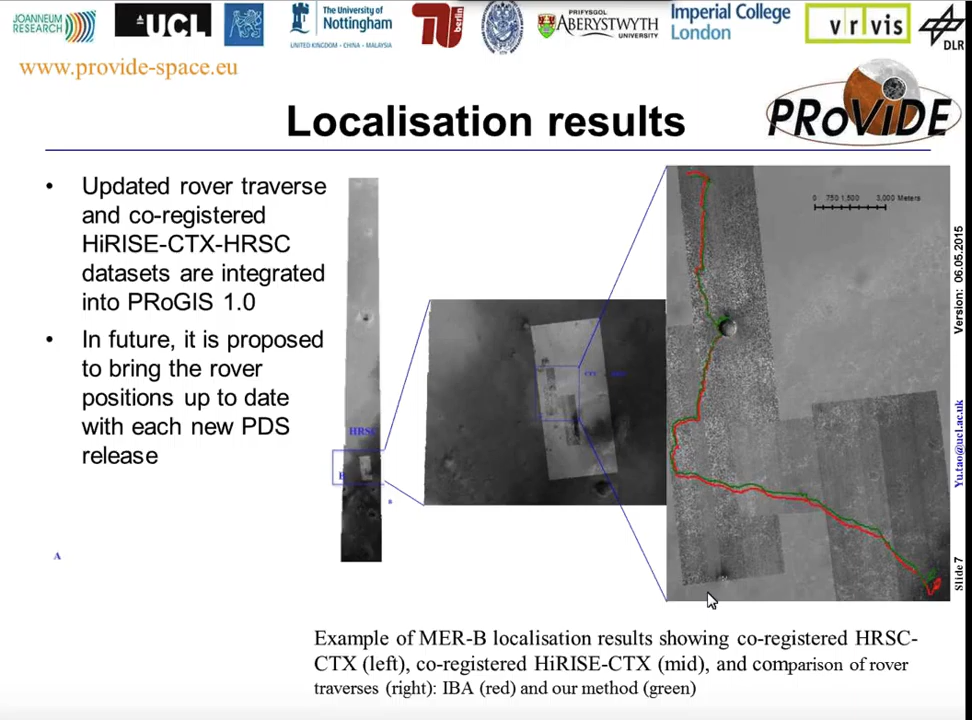 JOANNEUM
RESEARCH
UCL
The University of
Nottingham
UNITED KINGDOM · CHINA · MALAYSIA
berlin
PRIFYSGOL
ABERYSTWYTH
UNIVERSITY
Imperial College
London
vrvis
DLR
www.provide-space.eu
PRoVIDE
Localisation results
• Updated rover traverse
and co-registered
HiRISE-CTX-HRSC
datasets are integrated
into PRoGIS 1.0
• In future, it is proposed
to bring the rover
positions up to date
with each new PDS
release
A
HRSC
B
0 750 1,500 3,000 Meters
Example of MER-B localisation results showing co-registered HRSC-
CTX (left), co-registered HiRISE-CTX (mid), and comparison of rover
traverses (right): IBA (red) and our method (green)
Version: 06.05.2015
Yu.tao@ucl.ac.uk
Slide 7